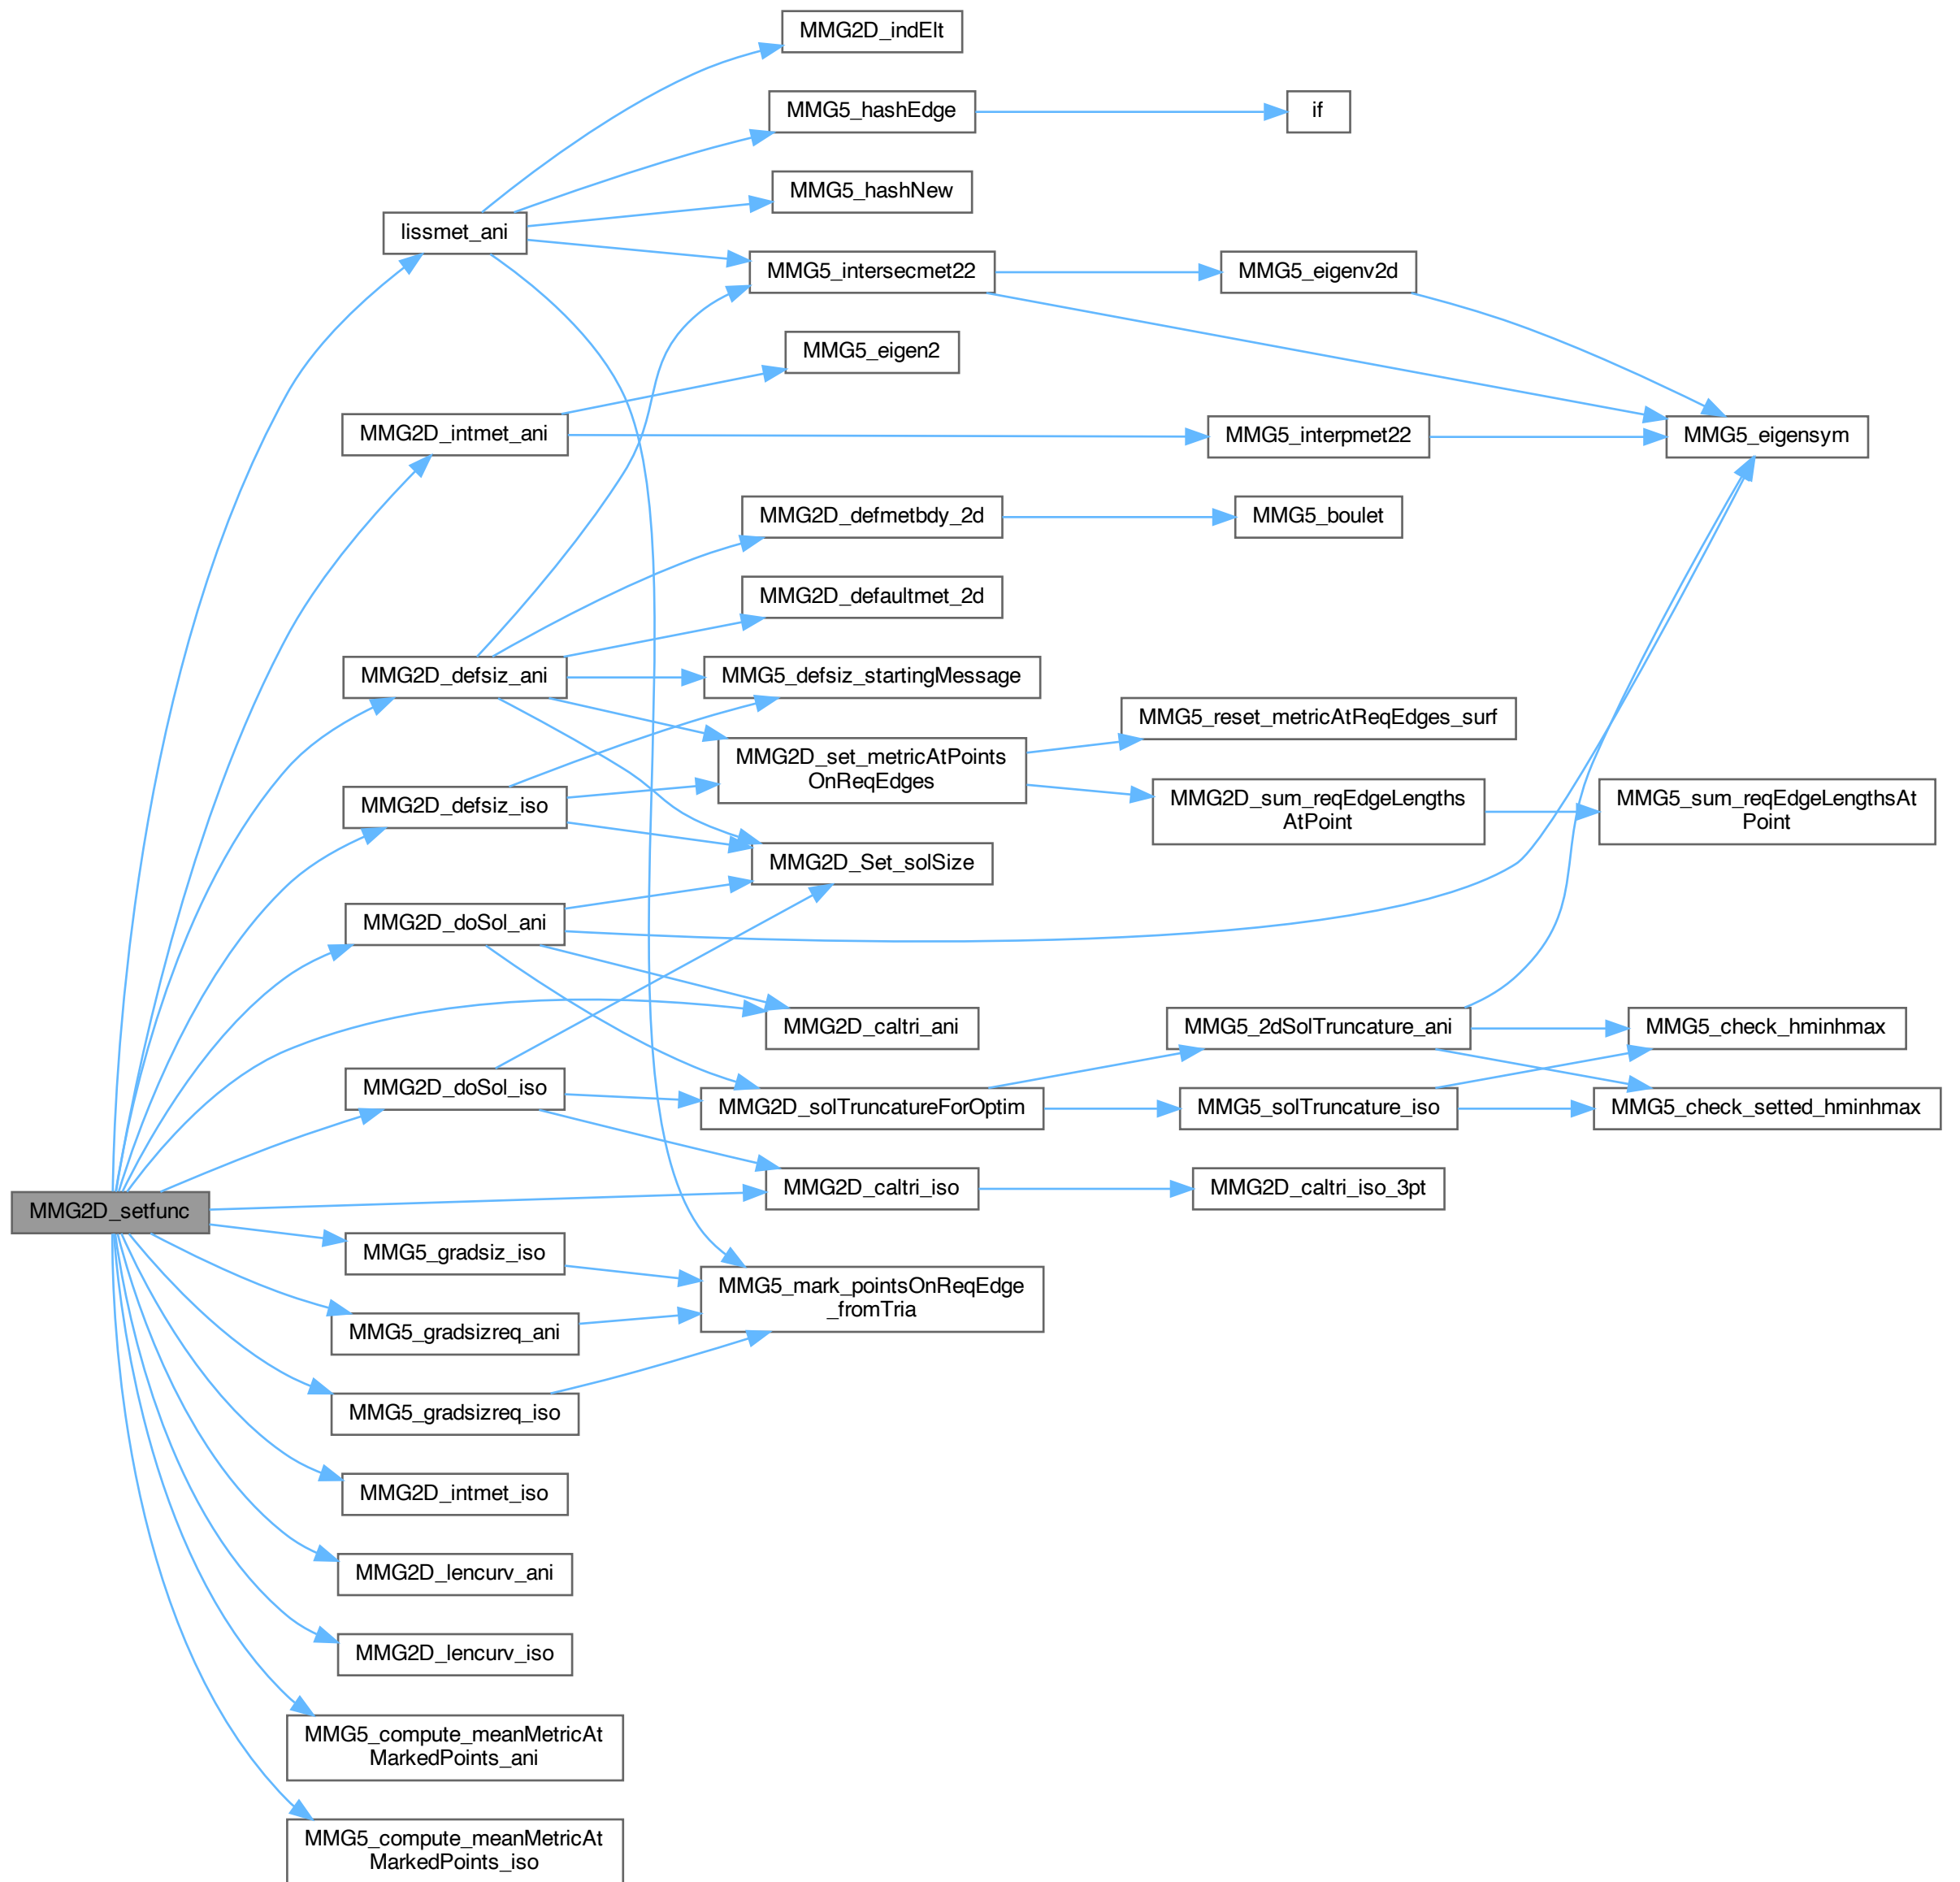 MMG2D_indElt
MMG5_hashEdge
if
MMG5_hashNew
lissmet_ani
MMG5_intersecmet22
MMG5_eigenv2d
MMG5_eigen2
MMG2D_intmet_ani
MMG5_interpmet22
MMG5_eigensym
MMG2D_defmetbdy_2d
MMG5_boulet
MMG2D_defaultmet_2d
MMG2D_defsiz_ani
MMG5_defsiz_startingMessage
MMG5_reset_metricAtReqEdges_surf
MMG2D_set_metricAtPoints
OnReqEdges
MMG2D_defsiz_iso
MMG2D_sum_reqEdgeLengths
AtPoint
MMG5_sum_reqEdgeLengthsAt
Point
MMG2D_Set_solSize
MMG2D_doSol_ani
MMG2D_caltri_ani
MMG5_2dSolTruncature_ani
MMG5_check_hminhmax
MMG2D_doSol_iso
MMG2D_solTruncatureForOptim
MMG5_solTruncature_iso
MMG5_check_setted_hminhmax
MMG2D_caltri_iso
MMG2D_caltri_iso_3pt
MMG2D_setfunc
MMG5_gradsiz_iso
MMG5_mark_pointsOnReqEdge
_fromTria
MMG5_gradsizreq_ani
MMG5_gradsizreq_iso
MMG2D_intmet_iso
MMG2D_lencurv_ani
MMG2D_lencurv_iso
MMG5_compute_meanMetricAt
MarkedPoints_ani
MMG5_compute_meanMetricAt
MarkedPoints_iso